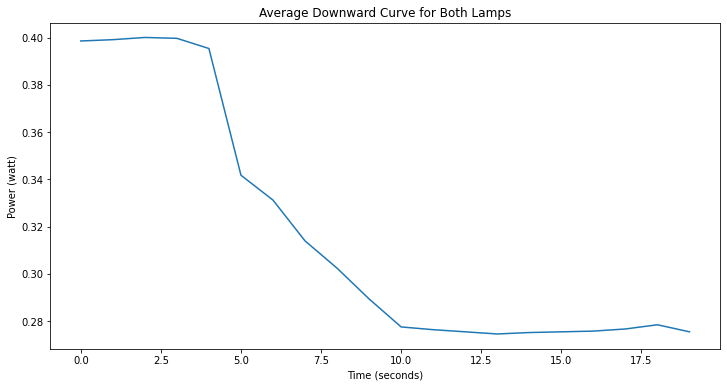 Average Downward Curve for Both Lamps
Power (watt)
0.40
0.38
0.36
0.34
0.32
0.30
0.28
0.0 2.5 5.0 7.5 10.0 12.5 15.0 17.5
Time (seconds)